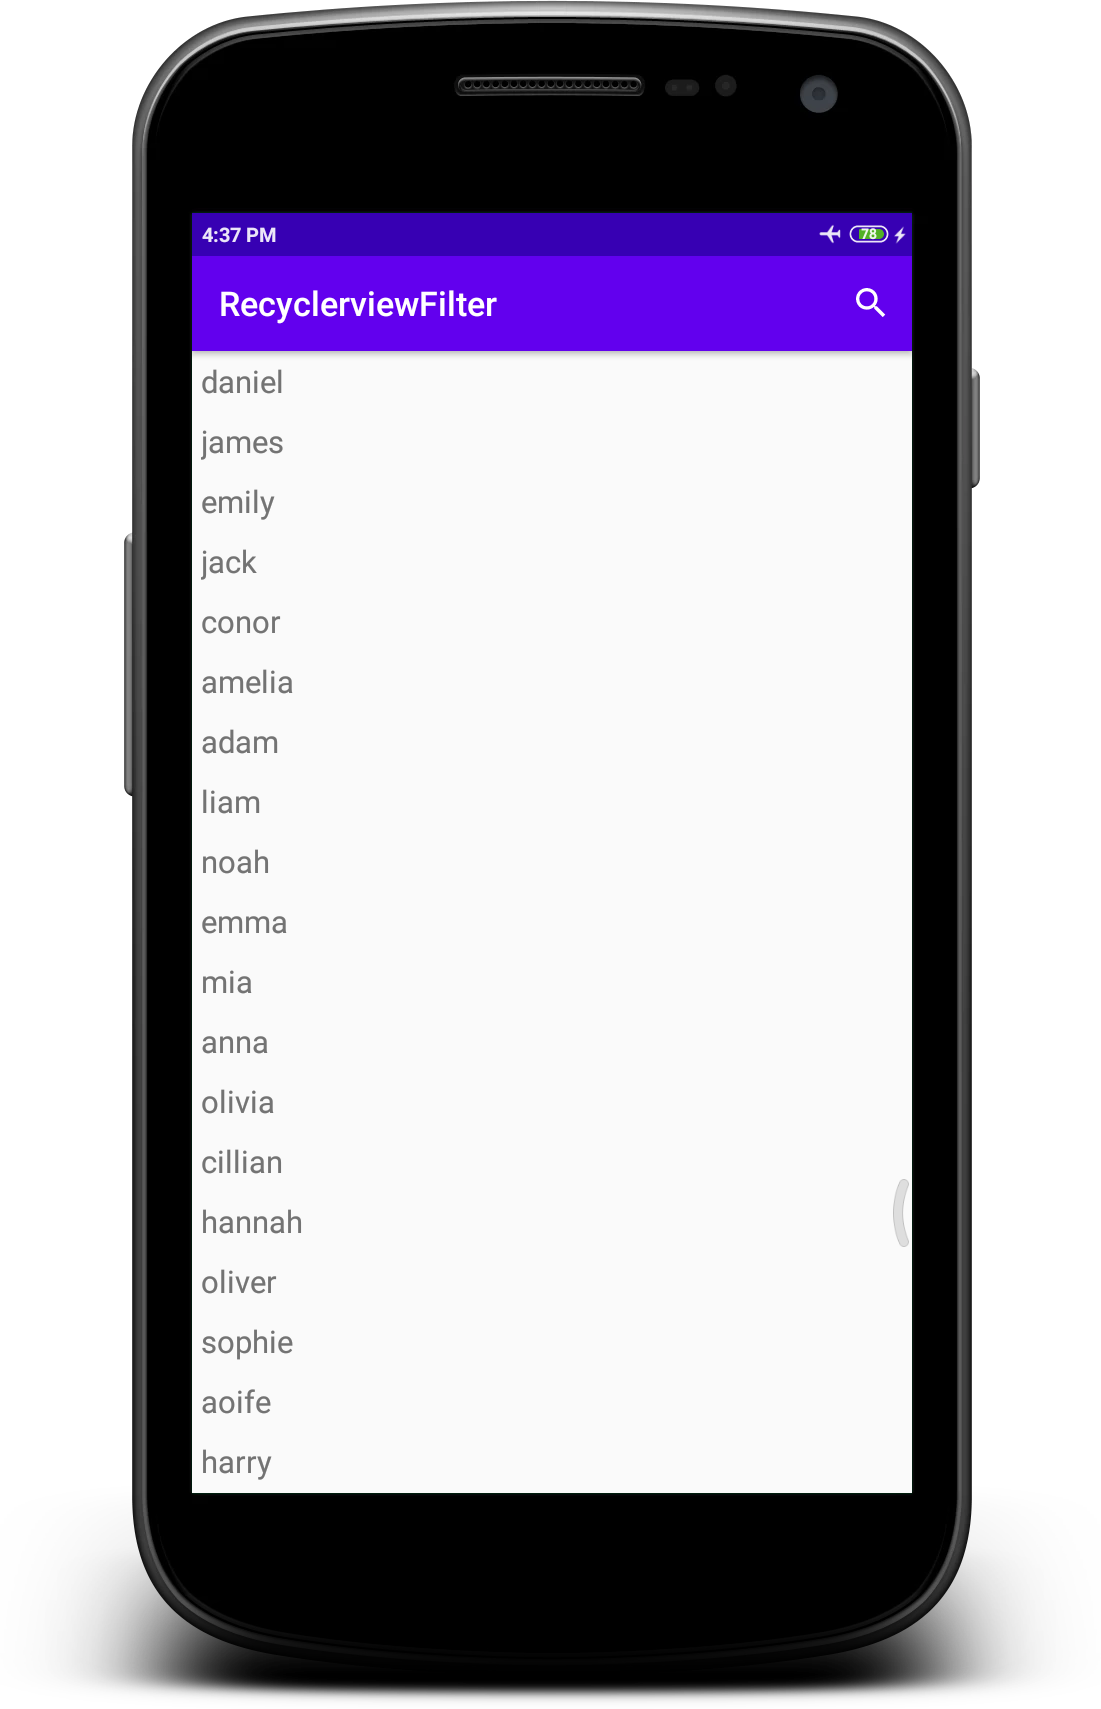 4:37 PM 78
RecyclerviewFilter
daniel
james
emily
jack
conor
amelia
adam
liam
noah
emma
mia
anna
olivia
cillian
hannah
oliver
sophie
aoife
harry